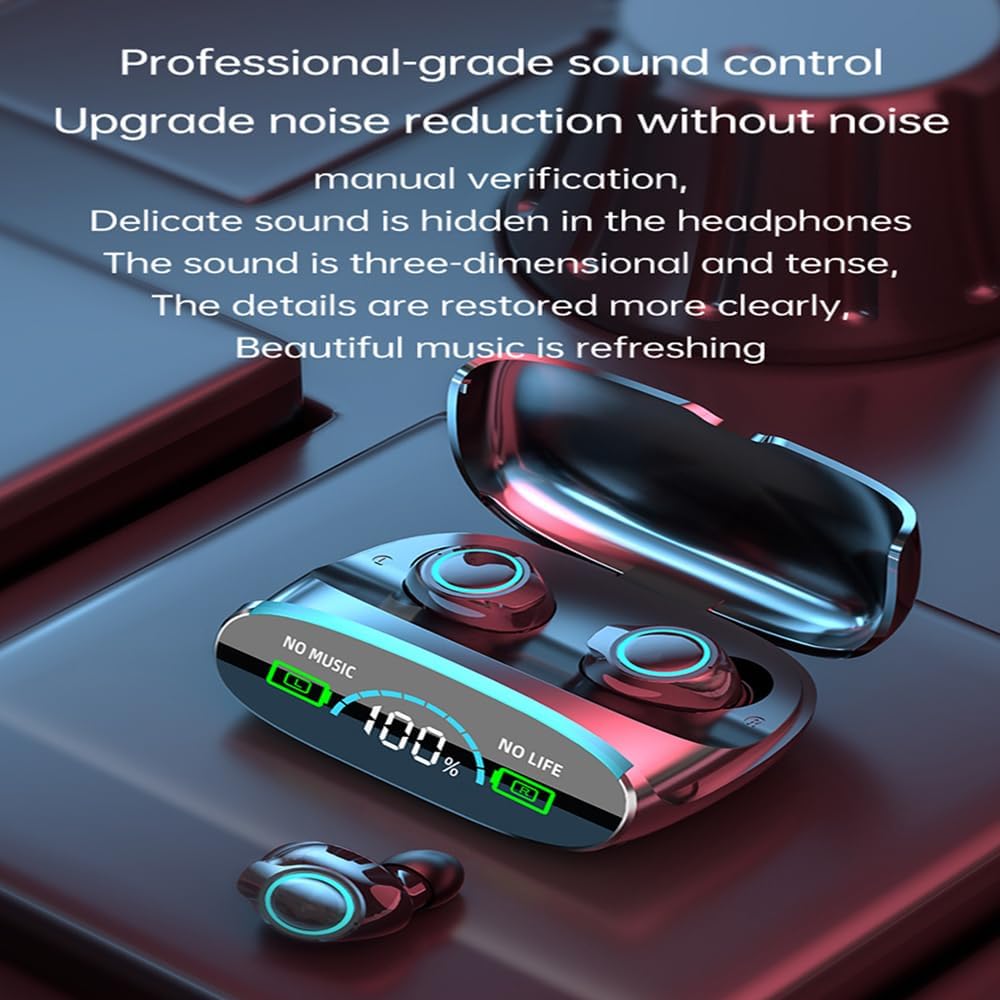 Professional-grade sound control
Upgrade noise reduction without noise
manual verification,
Delicate sound is hidden in the headphones
The sound is three-dimensional and tense,
The details are restored more clearly,
Beautiful music is refreshing
L
NO MUSIC
L
100%
NO LIFE
R
R